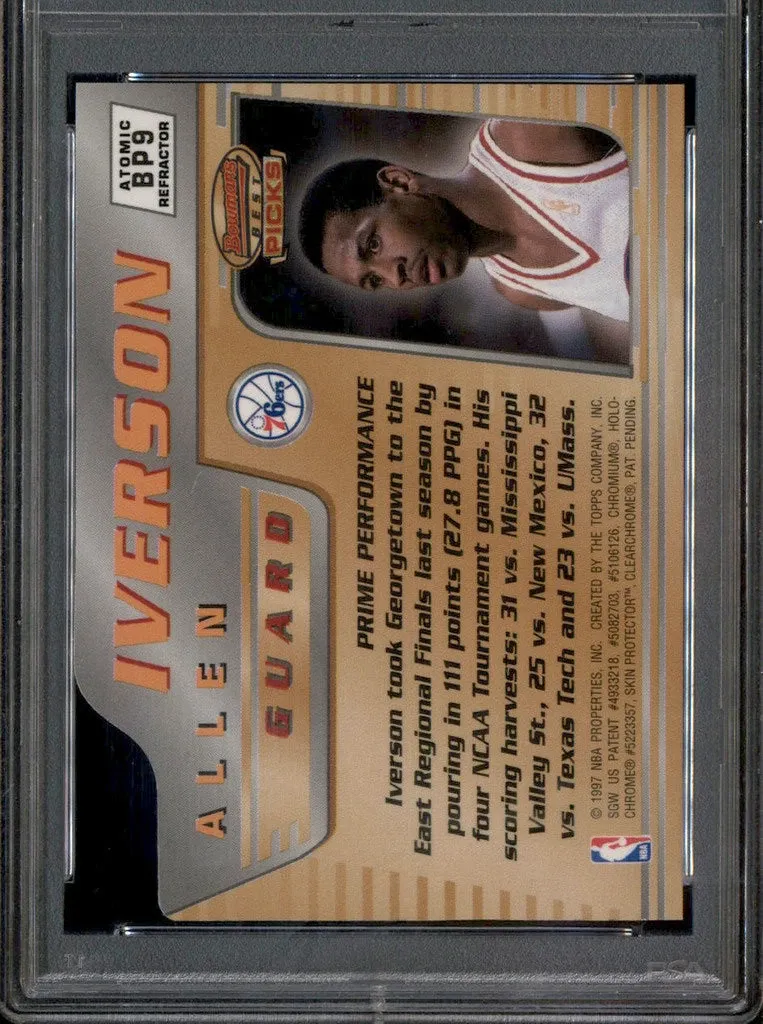 ATOMIC
BP9
REFRACTOR
Bowman's
BEST
PICKS
IVERSON
ALLEN
GUARD
76ers
PRIME PERFORMANCE
Iverson took Georgetown to the
East Regional Finals last season by
pouring in 111 points (27.8 PPG) in
four NCAA Tournament games. His
scoring harvests: 31 vs. Mississippi
Valley St., 25 vs. New Mexico, 32
vs. Texas Tech and 23 vs. UMass.
© 1997 NBA PROPERTIES, INC. CREATED BY THE TOPPS COMPANY, INC.
SGW US PATENT #4933218, #5082703, #5106126, CHROMIUM®, HOLO-
CHROME® #5223357, SKIN PROTECTOR™, CLEARCHROME®, PAT. PENDING.
NBA
PSA